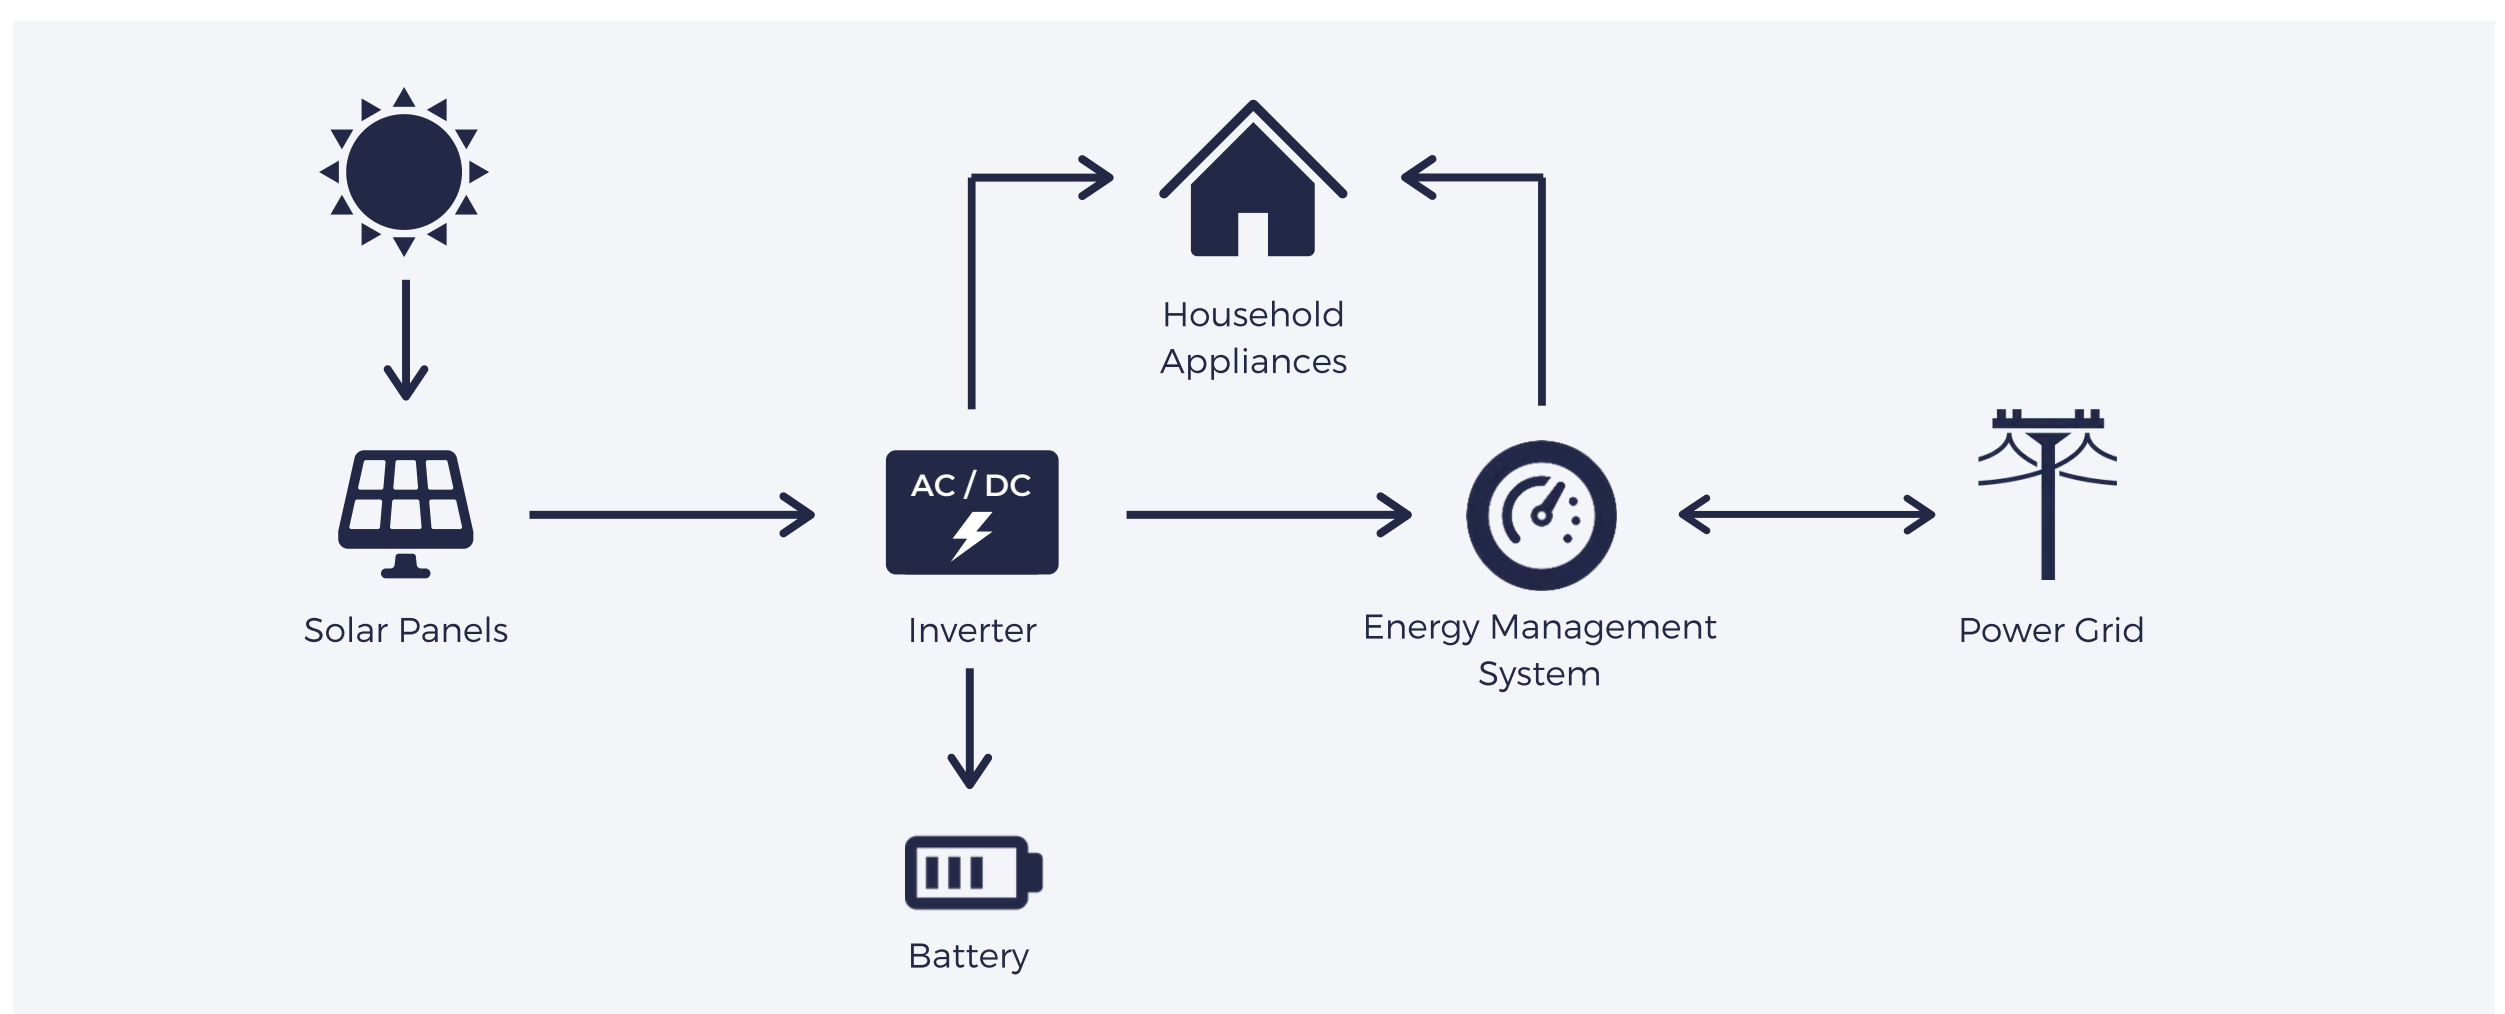 Household
Appliances
AC / DC
Solar Panels
Inverter
Energy Management
System
Power Grid
Battery